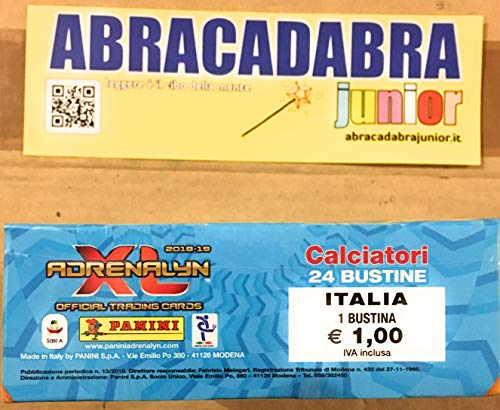 ABRACADABRA
leggere è il cibo della mente
junior
abracadabrajunior.it
2018-19
ADRENALYN XL™
OFFICIAL TRADING CARDS
SERIE A
PANINI
www.paniniadrenalyn.com
Made in Italy by PANINI S.p.A. - V.le Emilio Po 380 - 41126 MODENA
Calciatori
24 BUSTINE
ITALIA
1 BUSTINA
€ 1,00
IVA inclusa
Pubblicazione periodica n. 13/2018. Direttore responsabile: Fabrizio Melegari. Registrazione Tribunale di Modena n. 433 del 27-11-1965.
Direzione e Amministrazione: Panini S.p.A. Socio Unico. Viale Emilio Po, 380 - 41126 Modena - Tel. 059/382450